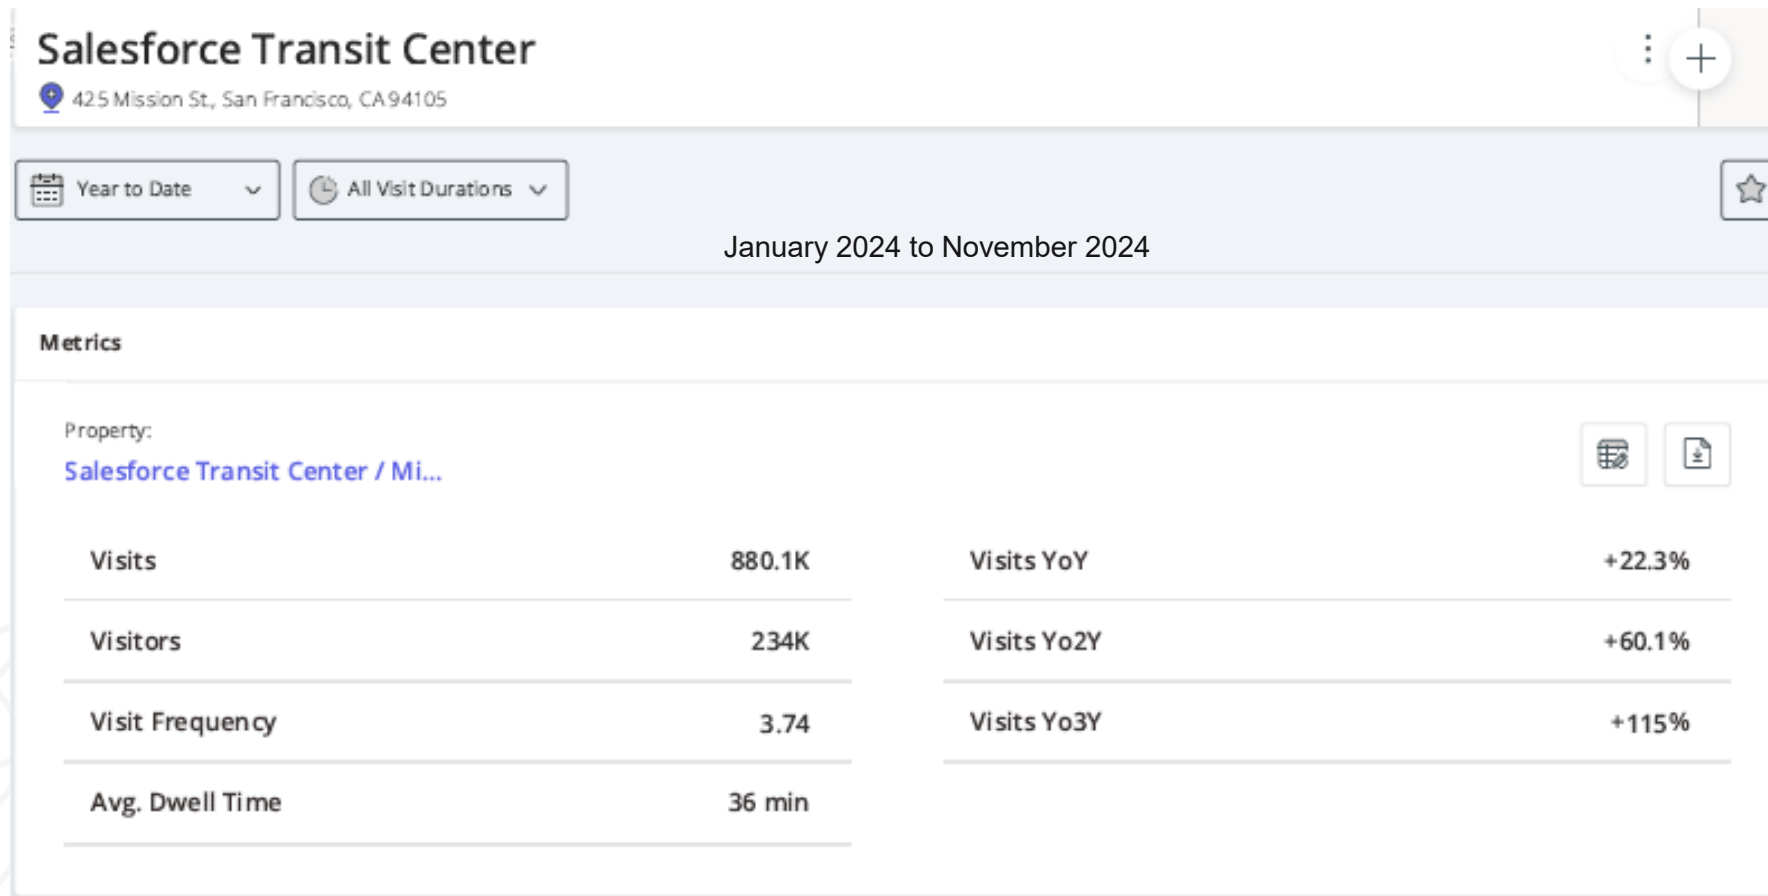 Salesforce Transit Center
425 Mission St., San Francisco, CA 94105
Year to Date
All Visit Durations
January 2024 to November 2024
Metrics
Property:
Salesforce Transit Center / Mi...
Visits 880.1K Visits YoY +22.3%
Visitors 234K Visits Yo2Y +60.1%
Visit Frequency 3.74 Visits Yo3Y +115%
Avg. Dwell Time 36 min